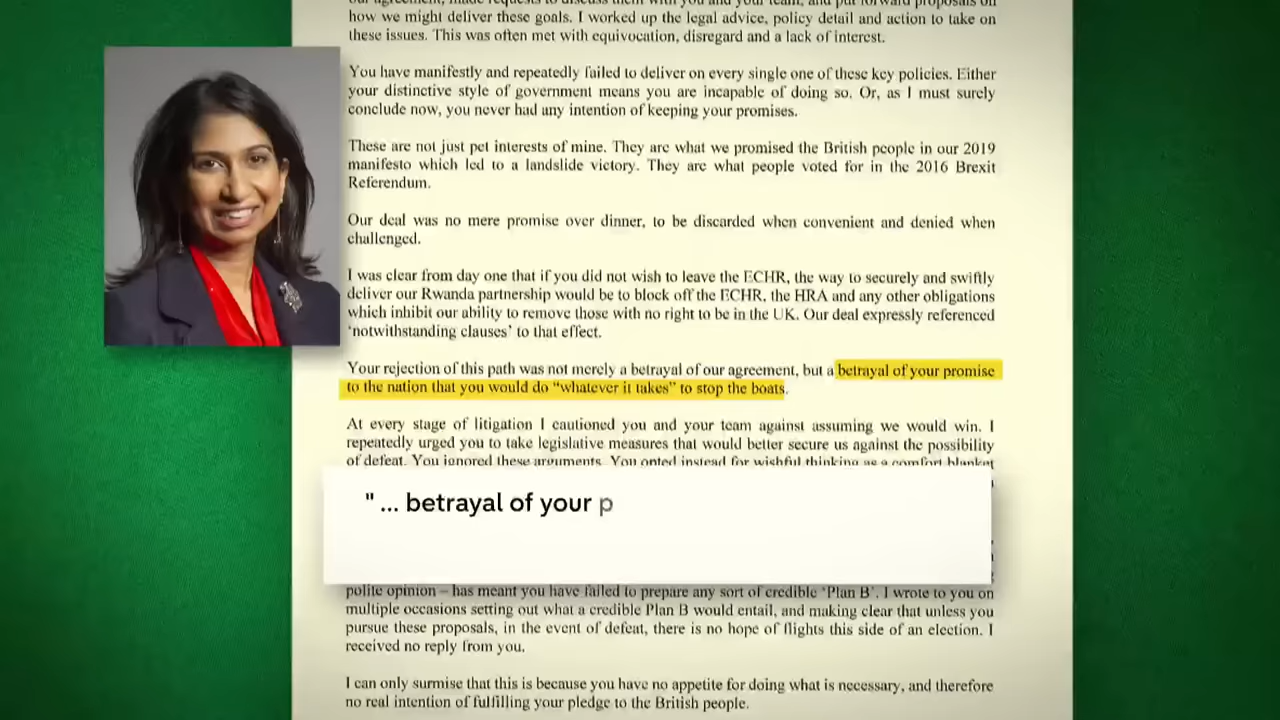 our agreement, made requests to discuss them with you and your team, and put forward proposals on
how we might deliver these goals. I worked up the legal advice, policy detail and action to take on
these issues. This was often met with equivocation, disregard and a lack of interest.
You have manifestly and repeatedly failed to deliver on every single one of these key policies. Either
your distinctive style of government means you are incapable of doing so. Or, as I must surely
conclude now, you never had any intention of keeping your promises.
These are not just pet interests of mine. They are what we promised the British people in our 2019
manifesto which led to a landslide victory. They are what people voted for in the 2016 Brexit
Referendum.
Our deal was no mere promise over dinner, to be discarded when convenient and denied when
challenged.
I was clear from day one that if you did not wish to leave the ECHR, the way to securely and swiftly
deliver our Rwanda partnership would be to block off the ECHR, the HRA and any other obligations
which inhibit our ability to remove those with no right to be in the UK. Our deal expressly referenced
‘notwithstanding clauses’ to that effect.
Your rejection of this path was not merely a betrayal of our agreement, but a betrayal of your promise
to the nation that you would do “whatever it takes” to stop the boats.
At every stage of litigation I cautioned you and your team against assuming we would win. I
repeatedly urged you to take legislative measures that would better secure us against the possibility
of defeat. You ignored these arguments. You opted instead for wishful thinking as a comfort blanket
" ... betrayal of your p
polite opinion – has meant you have failed to prepare any sort of credible ‘Plan B’. I wrote to you on
multiple occasions setting out what a credible Plan B would entail, and making clear that unless you
pursue these proposals, in the event of defeat, there is no hope of flights this side of an election. I
received no reply from you.
I can only surmise that this is because you have no appetite for doing what is necessary, and therefore
no real intention of fulfilling your pledge to the British people.